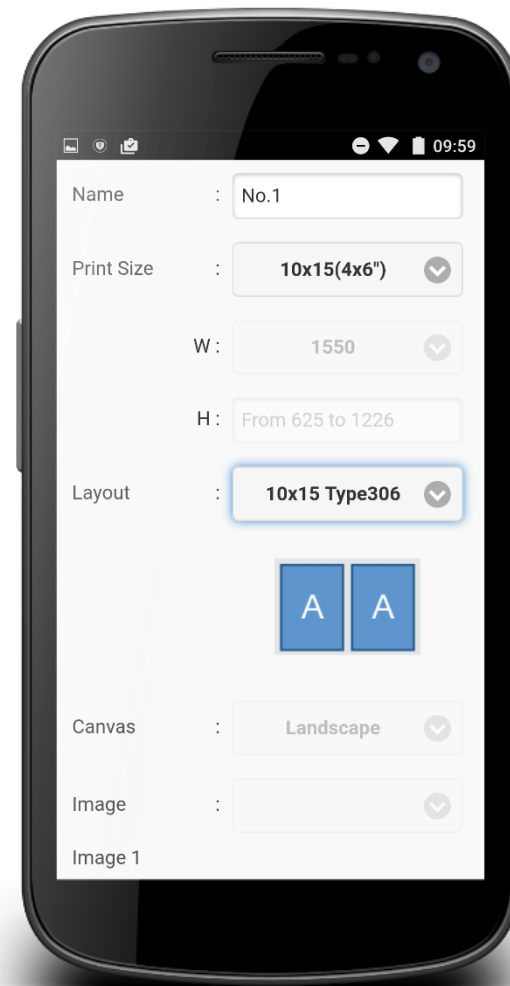 09:59
Name : No.1
Print Size : 10x15(4x6")
W : 1550
H : From 625 to 1226
Layout : 10x15 Type306
A A
Canvas : Landscape
Image :
Image 1